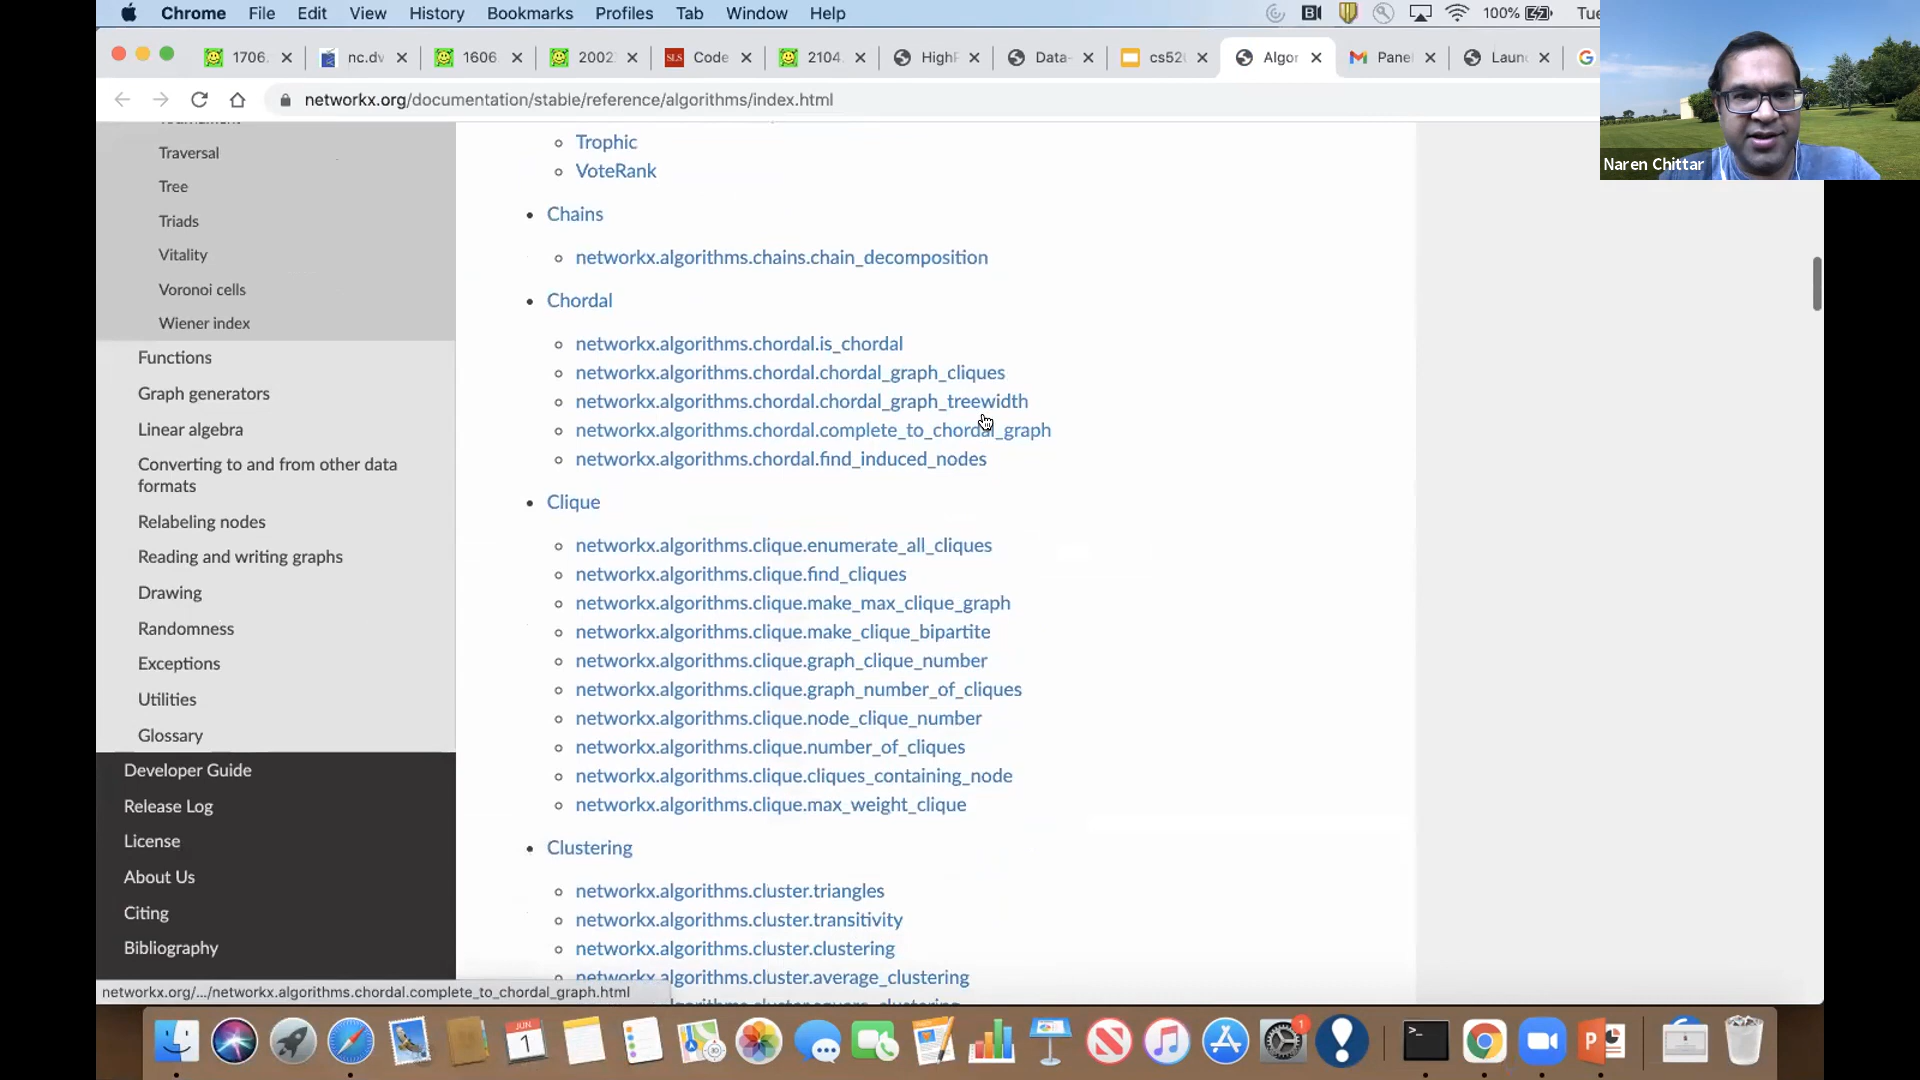 Chrome File Edit View History Bookmarks Profiles Tab Window Help 100% Tue
1706. nc.dv 1606. 2002. SLS Code 2104. High Data- cs520 Algor Panel Laun
networkx.org/documentation/stable/reference/algorithms/index.html
Naren Chittar
Tournament
Traversal
Tree
Triads
Vitality
Voronoi cells
Wiener index
Functions
Graph generators
Linear algebra
Converting to and from other data
formats
Relabeling nodes
Reading and writing graphs
Drawing
Randomness
Exceptions
Utilities
Glossary
Developer Guide
Release Log
License
About Us
Citing
Bibliography
Trophic
VoteRank
Chains
networkx.algorithms.chains.chain_decomposition
Chordal
networkx.algorithms.chordal.is_chordal
networkx.algorithms.chordal.chordal_graph_cliques
networkx.algorithms.chordal.chordal_graph_treewidth
networkx.algorithms.chordal.complete_to_chordal_graph
networkx.algorithms.chordal.find_induced_nodes
Clique
networkx.algorithms.clique.enumerate_all_cliques
networkx.algorithms.clique.find_cliques
networkx.algorithms.clique.make_max_clique_graph
networkx.algorithms.clique.make_clique_bipartite
networkx.algorithms.clique.graph_clique_number
networkx.algorithms.clique.graph_number_of_cliques
networkx.algorithms.clique.node_clique_number
networkx.algorithms.clique.number_of_cliques
networkx.algorithms.clique.cliques_containing_node
networkx.algorithms.clique.max_weight_clique
Clustering
networkx.algorithms.cluster.triangles
networkx.algorithms.cluster.transitivity
networkx.algorithms.cluster.clustering
networkx.algorithms.cluster.average_clustering
networkx.org/.../networkx.algorithms.chordal.complete_to_chordal_graph.html
JUN
1
1